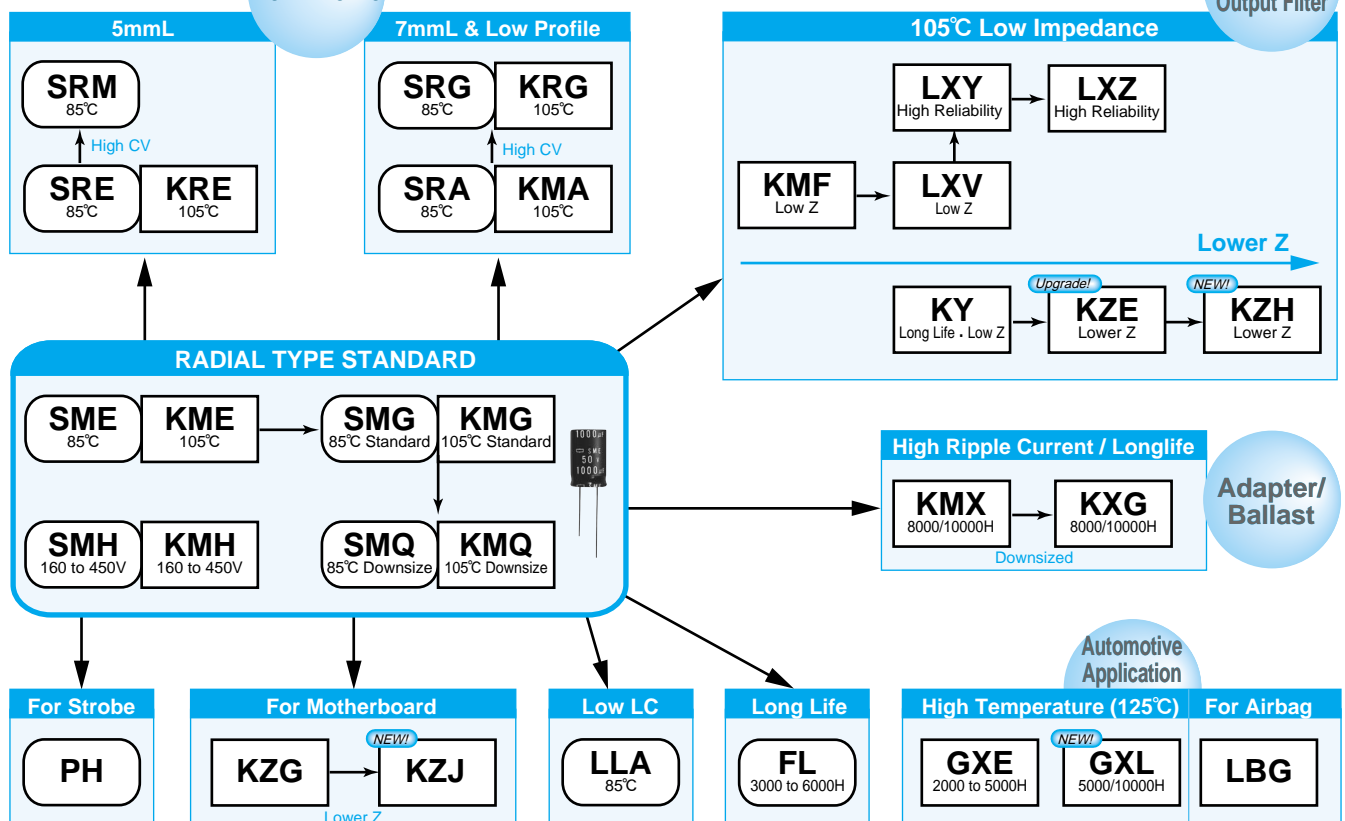 Output Filter
5mmL
SRM
85℃
High CV
SRE
85℃
KRE
105℃
7mmL & Low Profile
SRG
85℃
KRG
105℃
High CV
SRA
85℃
KMA
105℃
105℃ Low Impedance
LXY
High Reliability
LXZ
High Reliability
KMF
Low Z
LXV
Low Z
Lower Z
KY
Long Life . Low Z
Upgrade!
KZE
Lower Z
NEW!
KZH
Lower Z
RADIAL TYPE STANDARD
SME
85℃
KME
105℃
SMG
85℃ Standard
KMG
105℃ Standard
SMH
160 to 450V
KMH
160 to 450V
SMQ
85℃ Downsize
KMQ
105℃ Downsize
1000µF
SME
50 V
1000µF
High Ripple Current / Longlife
KMX
8000/10000H
KXG
8000/10000H
Downsized
Adapter/
Ballast
For Strobe
PH
For Motherboard
KZG
NEW!
KZJ
Lower Z
Low LC
LLA
85℃
Long Life
FL
3000 to 6000H
Automotive
Application
High Temperature (125℃)
GXE
2000 to 5000H
NEW!
GXL
5000/10000H
For Airbag
LBG